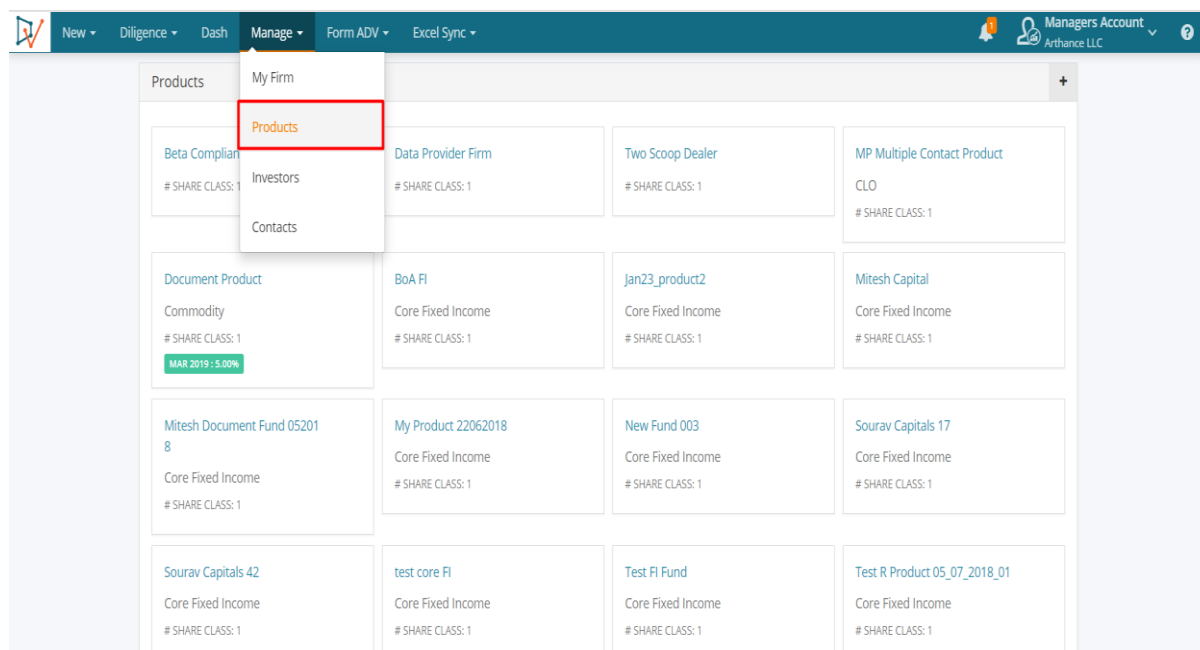 New
Diligence
Dash
Manage
Form ADV
Excel Sync
1
Managers Account
Arthance LLC
?
Products
+
My Firm
Products
Investors
Contacts
Beta Complian
# SHARE CLASS: 1
Data Provider Firm
# SHARE CLASS: 1
Two Scoop Dealer
# SHARE CLASS: 1
MP Multiple Contact Product
CLO
# SHARE CLASS: 1
Document Product
Commodity
# SHARE CLASS: 1
MAR 2019 : 5.00%
BoA FI
Core Fixed Income
# SHARE CLASS: 1
Jan23_product2
Core Fixed Income
# SHARE CLASS: 1
Mitesh Capital
Core Fixed Income
# SHARE CLASS: 1
Mitesh Document Fund 05201
8
Core Fixed Income
# SHARE CLASS: 1
My Product 22062018
Core Fixed Income
# SHARE CLASS: 1
New Fund 003
Core Fixed Income
# SHARE CLASS: 1
Sourav Capitals 17
Core Fixed Income
# SHARE CLASS: 1
Sourav Capitals 42
Core Fixed Income
# SHARE CLASS: 1
test core FI
Core Fixed Income
# SHARE CLASS: 1
Test FI Fund
Core Fixed Income
# SHARE CLASS: 1
Test R Product 05_07_2018_01
Core Fixed Income
# SHARE CLASS: 1